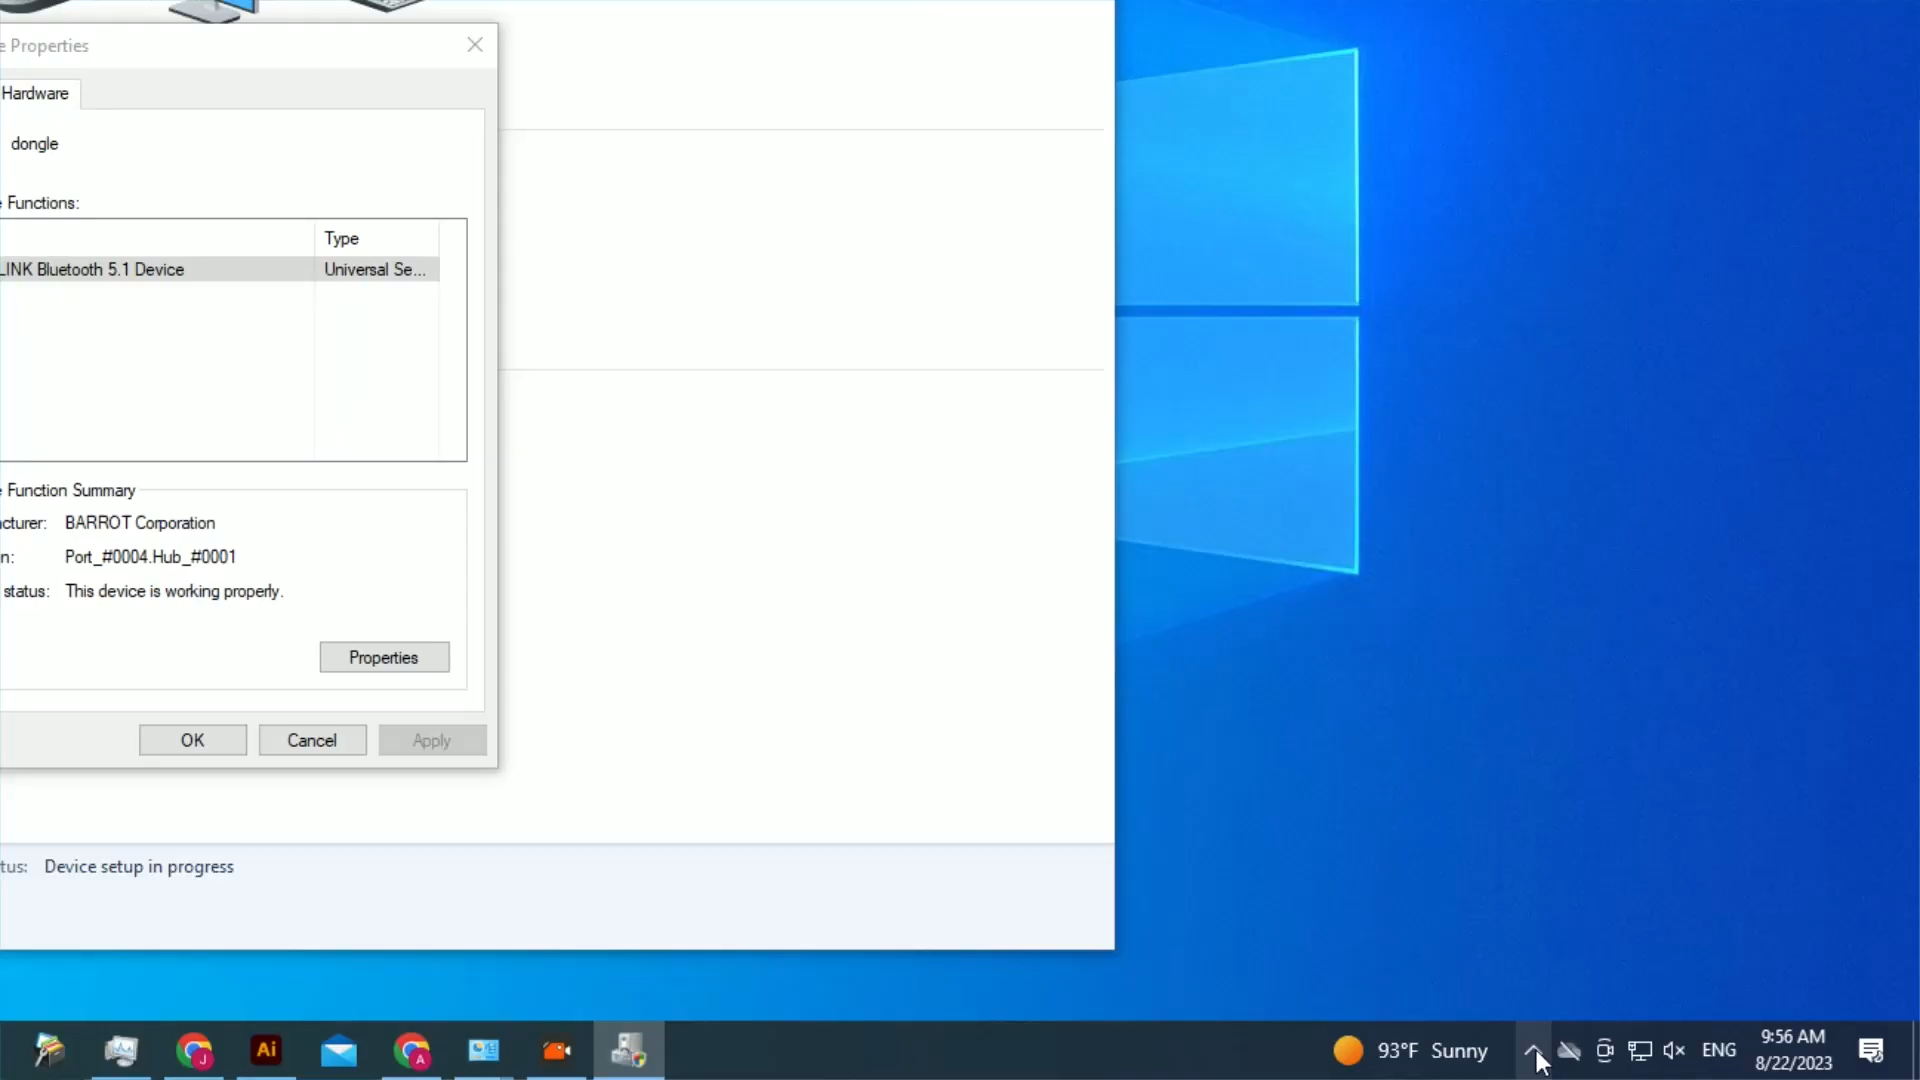 e Properties
Hardware
dongle
e Functions:
Type
LINK Bluetooth 5.1 Device Universal Se...
e Function Summary
acturer: BARROT Corporation
n: Port_#0004.Hub_#0001
status: This device is working properly.
Properties
OK Cancel Apply
tus: Device setup in progress
J Ai A 93°F Sunny ENG 9:56 AM
8/22/2023